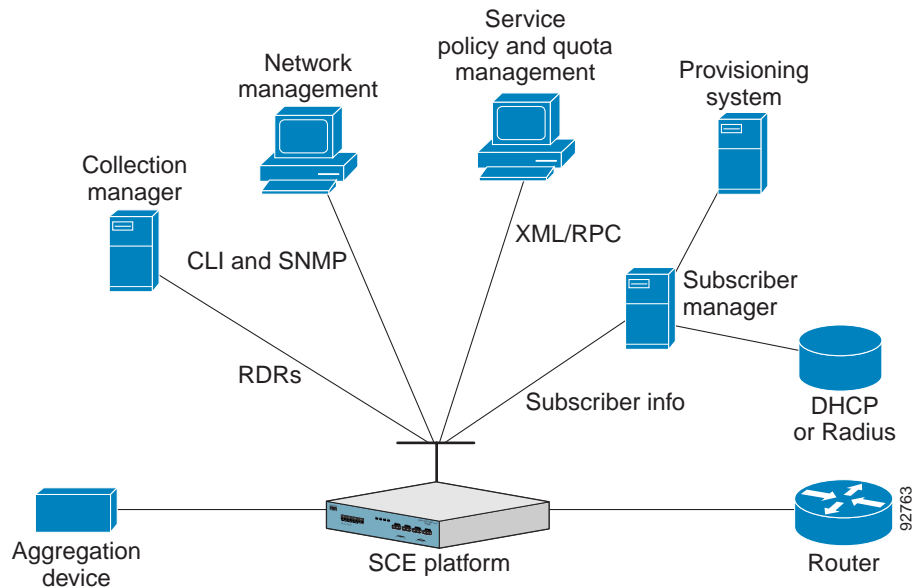 Service
policy and quota
management
Network
management
Provisioning
system
Collection
manager
XML/RPC
CLI and SNMP
Subscriber
manager
RDRs
Subscriber info
DHCP
or Radius
92763
Aggregation
device
SCE platform
Router